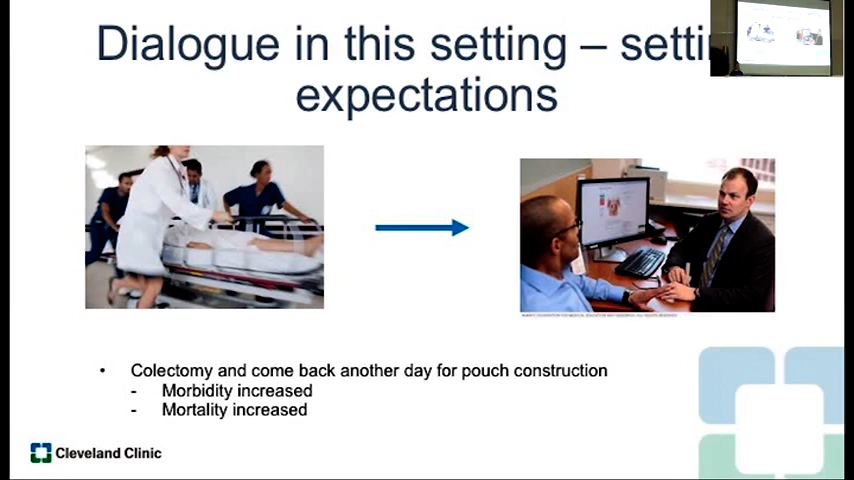 Dialogue in this setting – setti
expectations
• Colectomy and come back another day for pouch construction
- Morbidity increased
- Mortality increased
Cleveland Clinic